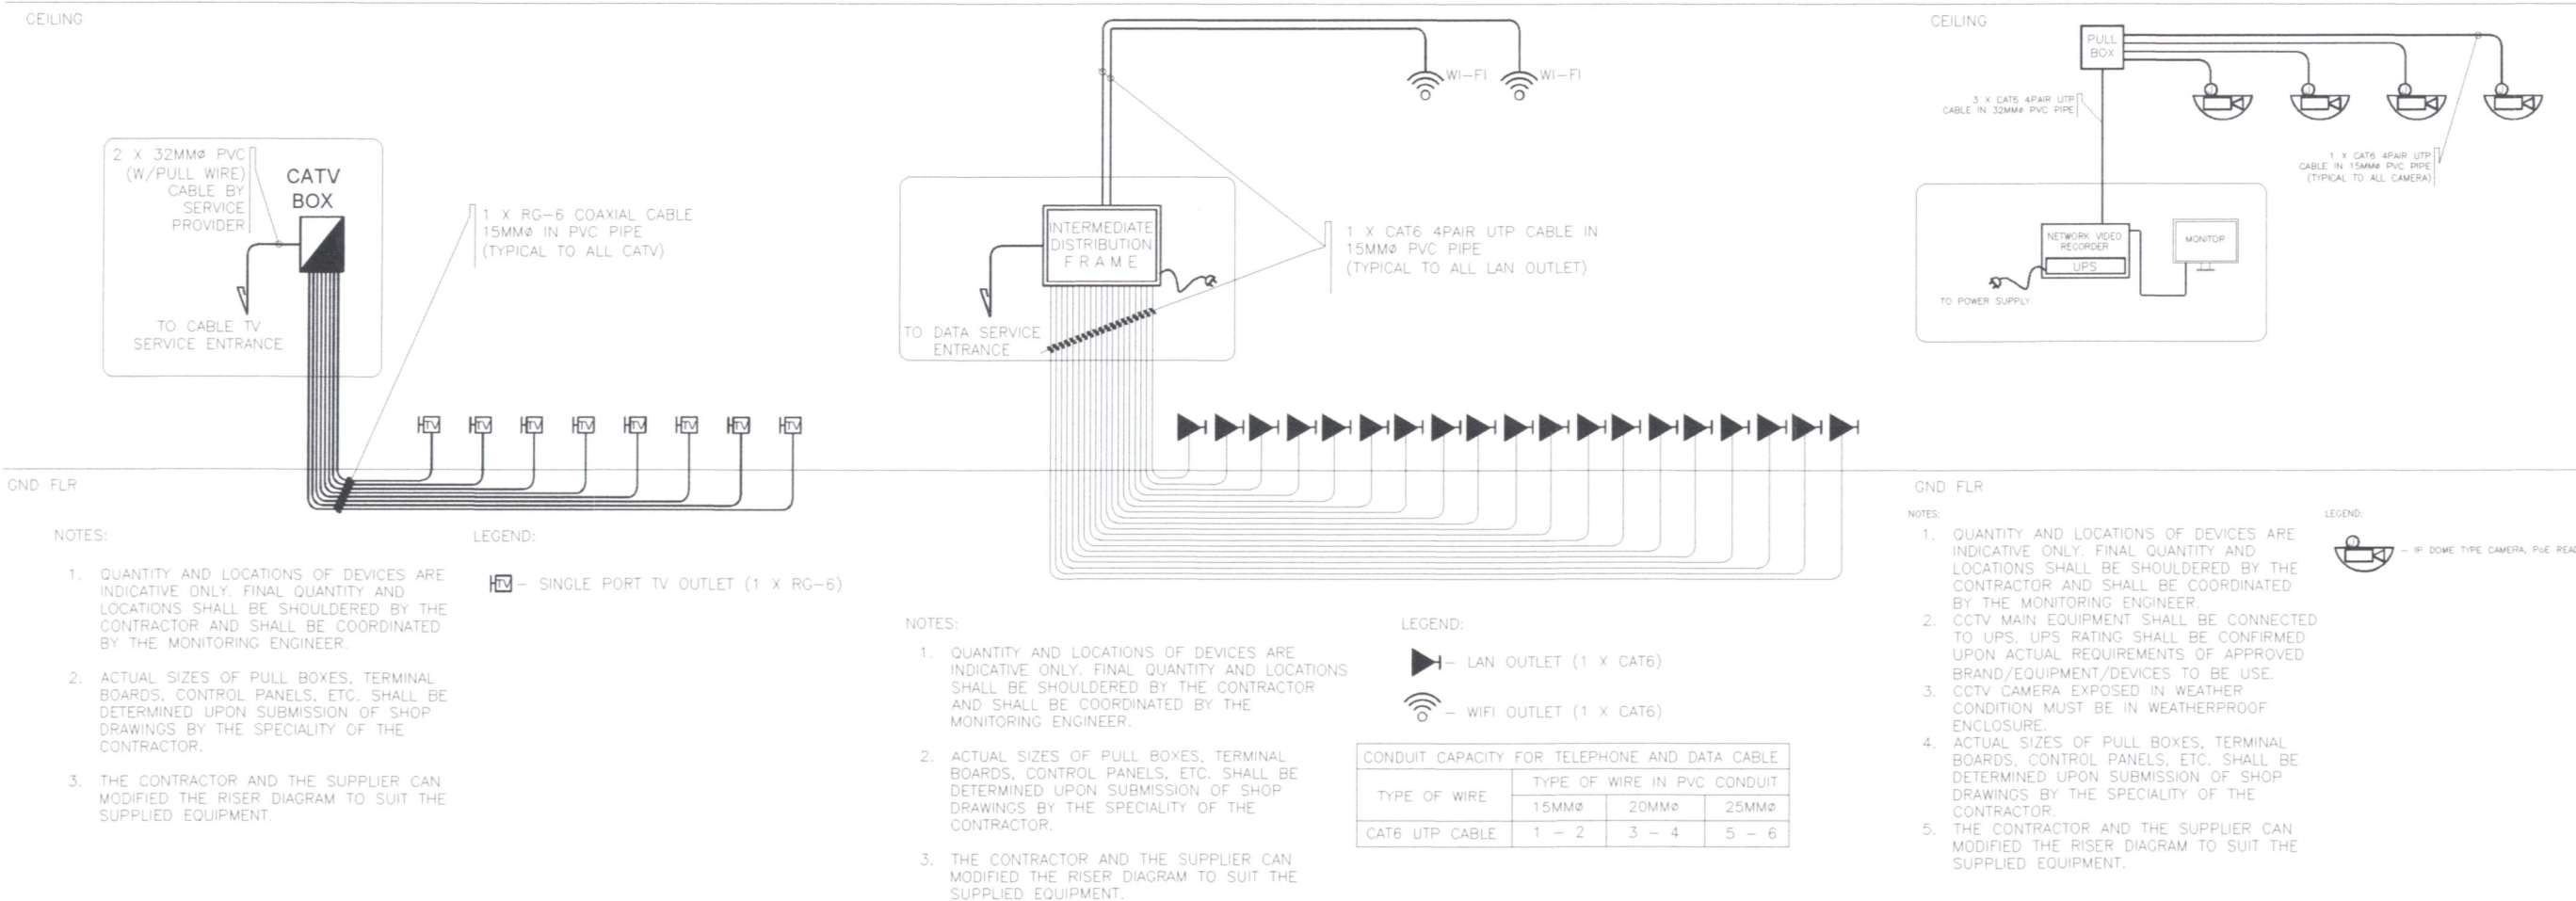 CEILING
2 X 32MMØ PVC
(W/PULL WIRE)
CABLE BY
SERVICE
PROVIDER
CATV
BOX
1 X RG-6 COAXIAL CABLE
15MMØ IN PVC PIPE
(TYPICAL TO ALL CATV)
TO CABLE TV
SERVICE ENTRANCE
TV
TV
TV
TV
TV
TV
TV
TV
GND FLR
NOTES:
1. QUANTITY AND LOCATIONS OF DEVICES ARE
INDICATIVE ONLY. FINAL QUANTITY AND
LOCATIONS SHALL BE SHOULDERED BY THE
CONTRACTOR AND SHALL BE COORDINATED
BY THE MONITORING ENGINEER.
2. ACTUAL SIZES OF PULL BOXES, TERMINAL
BOARDS, CONTROL PANELS, ETC. SHALL BE
DETERMINED UPON SUBMISSION OF SHOP
DRAWINGS BY THE SPECIALITY OF THE
CONTRACTOR.
3. THE CONTRACTOR AND THE SUPPLIER CAN
MODIFIED THE RISER DIAGRAM TO SUIT THE
SUPPLIED EQUIPMENT.
LEGEND:
TV - SINGLE PORT TV OUTLET (1 X RG-6)
WI-FI
WI-FI
INTERMEDIATE
DISTRIBUTION
FRAME
1 X CAT6 4PAIR UTP CABLE IN
15MMØ PVC PIPE
(TYPICAL TO ALL LAN OUTLET)
TO DATA SERVICE
ENTRANCE
NOTES:
1. QUANTITY AND LOCATIONS OF DEVICES ARE
INDICATIVE ONLY. FINAL QUANTITY AND LOCATIONS
SHALL BE SHOULDERED BY THE CONTRACTOR
AND SHALL BE COORDINATED BY THE
MONITORING ENGINEER.
2. ACTUAL SIZES OF PULL BOXES, TERMINAL
BOARDS, CONTROL PANELS, ETC. SHALL BE
DETERMINED UPON SUBMISSION OF SHOP
DRAWINGS BY THE SPECIALITY OF THE
CONTRACTOR.
3. THE CONTRACTOR AND THE SUPPLIER CAN
MODIFIED THE RISER DIAGRAM TO SUIT THE
SUPPLIED EQUIPMENT.
LEGEND:
- LAN OUTLET (1 X CAT6)
- WIFI OUTLET (1 X CAT6)
CONDUIT CAPACITY FOR TELEPHONE AND DATA CABLE
TYPE OF WIRE
TYPE OF WIRE IN PVC CONDUIT
15MMØ 20MMØ 25MMØ
CAT6 UTP CABLE 1 - 2 3 - 4 5 - 6
CEILING
PULL
BOX
3 X CAT6 4PAIR UTP
CABLE IN 32MMØ PVC PIPE
1 X CAT6 4PAIR UTP
CABLE IN 15MMØ PVC PIPE
(TYPICAL TO ALL CAMERA)
NETWORK VIDEO
RECORDER
UPS
MONITOR
TO POWER SUPPLY
GND FLR
NOTES:
1. QUANTITY AND LOCATIONS OF DEVICES ARE
INDICATIVE ONLY. FINAL QUANTITY AND
LOCATIONS SHALL BE SHOULDERED BY THE
CONTRACTOR AND SHALL BE COORDINATED
BY THE MONITORING ENGINEER.
2. CCTV MAIN EQUIPMENT SHALL BE CONNECTED
TO UPS. UPS RATING SHALL BE CONFIRMED
UPON ACTUAL REQUIREMENTS OF APPROVED
BRAND/EQUIPMENT/DEVICES TO BE USE.
3. CCTV CAMERA EXPOSED IN WEATHER
CONDITION MUST BE IN WEATHERPROOF
ENCLOSURE.
4. ACTUAL SIZES OF PULL BOXES, TERMINAL
BOARDS, CONTROL PANELS, ETC. SHALL BE
DETERMINED UPON SUBMISSION OF SHOP
DRAWINGS BY THE SPECIALITY OF THE
CONTRACTOR.
5. THE CONTRACTOR AND THE SUPPLIER CAN
MODIFIED THE RISER DIAGRAM TO SUIT THE
SUPPLIED EQUIPMENT.
LEGEND:
- IP DOME TYPE CAMERA, PoE